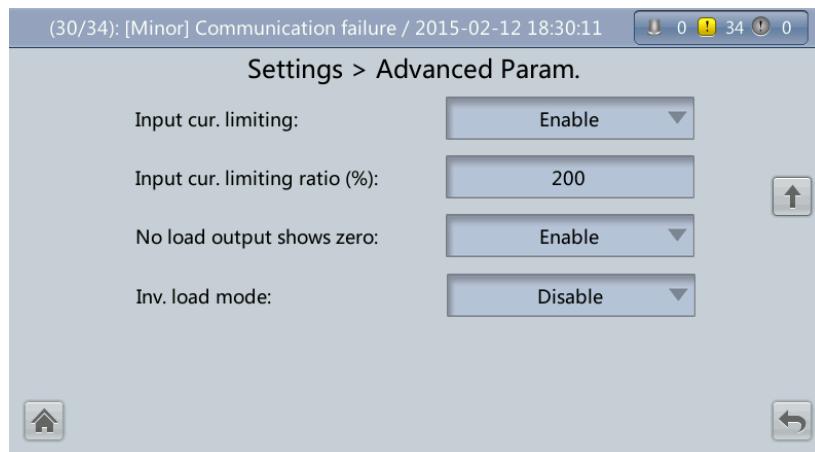 (30/34): [Minor] Communication failure / 2015-02-12 18:30:11 0 34 0
Settings > Advanced Param.
Input cur. limiting: Enable
Input cur. limiting ratio (%): 200
No load output shows zero: Enable
Inv. load mode: Disable